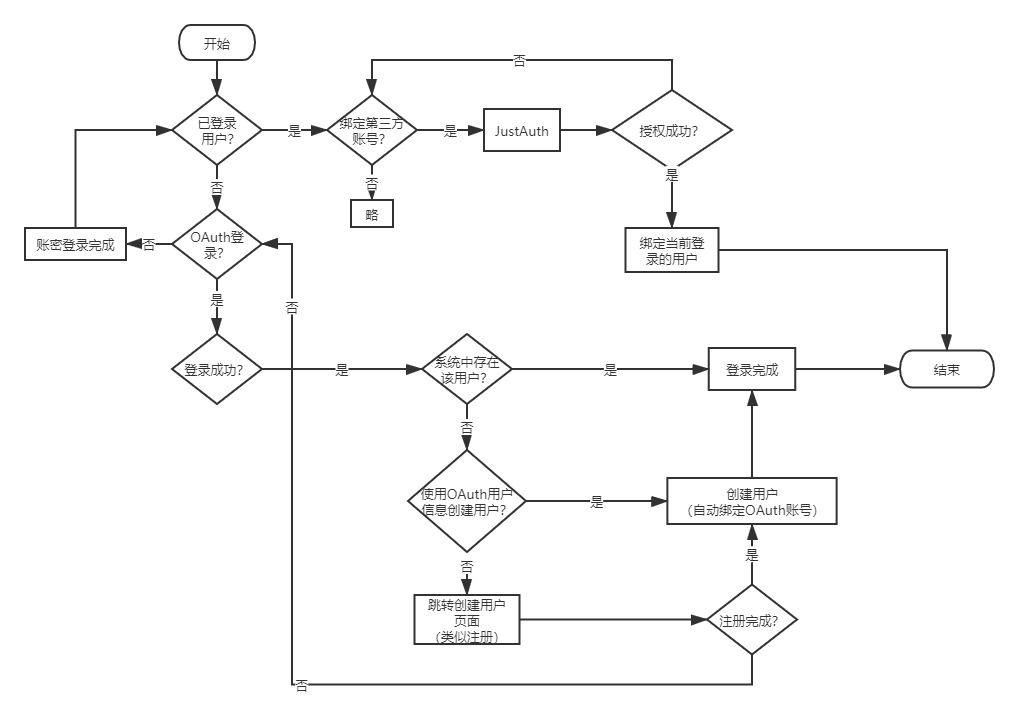 开始
否
已登录
用户?
是
绑定第三方
账号?
是
JustAuth
授权成功?
否
否
是
略
账密登录完成
否
OAuth登
录?
绑定当前登
录的用户
是
否
登录成功?
是
系统中存在
该用户?
是
登录完成
结束
否
使用OAuth用户
信息创建用户?
是
创建用户
（自动绑定OAuth账号）
否
是
跳转创建用户
页面
（类似注册）
注册完成?
否